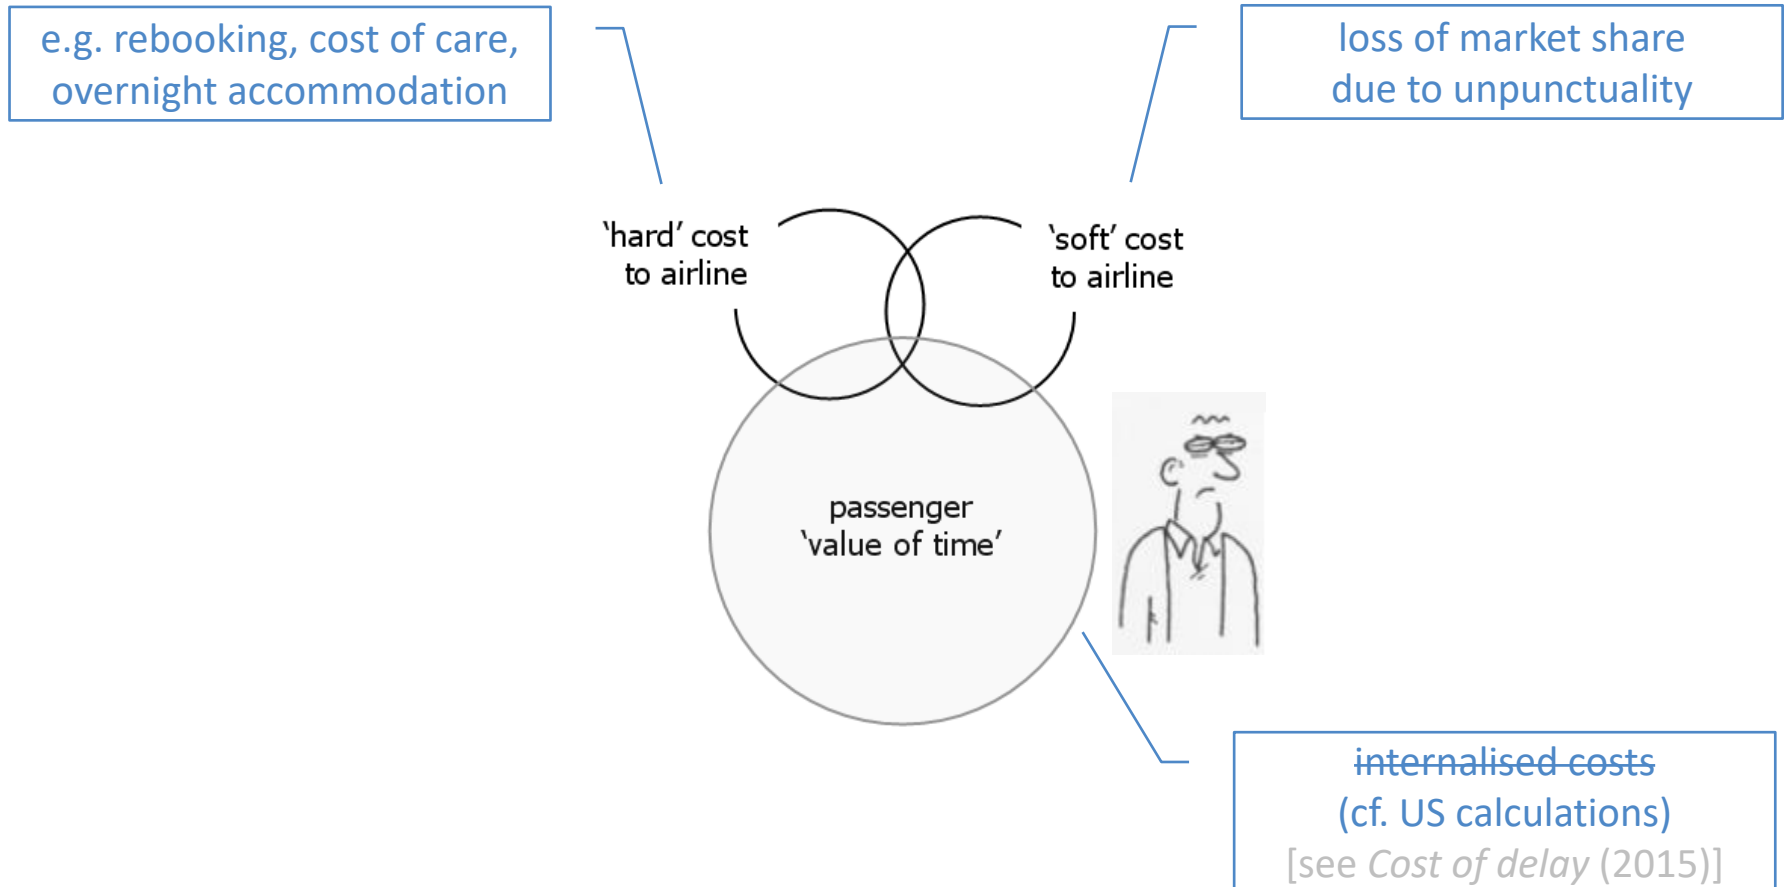 e.g. rebooking, cost of care,
overnight accommodation
loss of market share
due to unpunctuality
‘hard’ cost
to airline
‘soft’ cost
to airline
passenger
‘value of time’
internalised costs
(cf. US calculations)
[see Cost of delay (2015)]